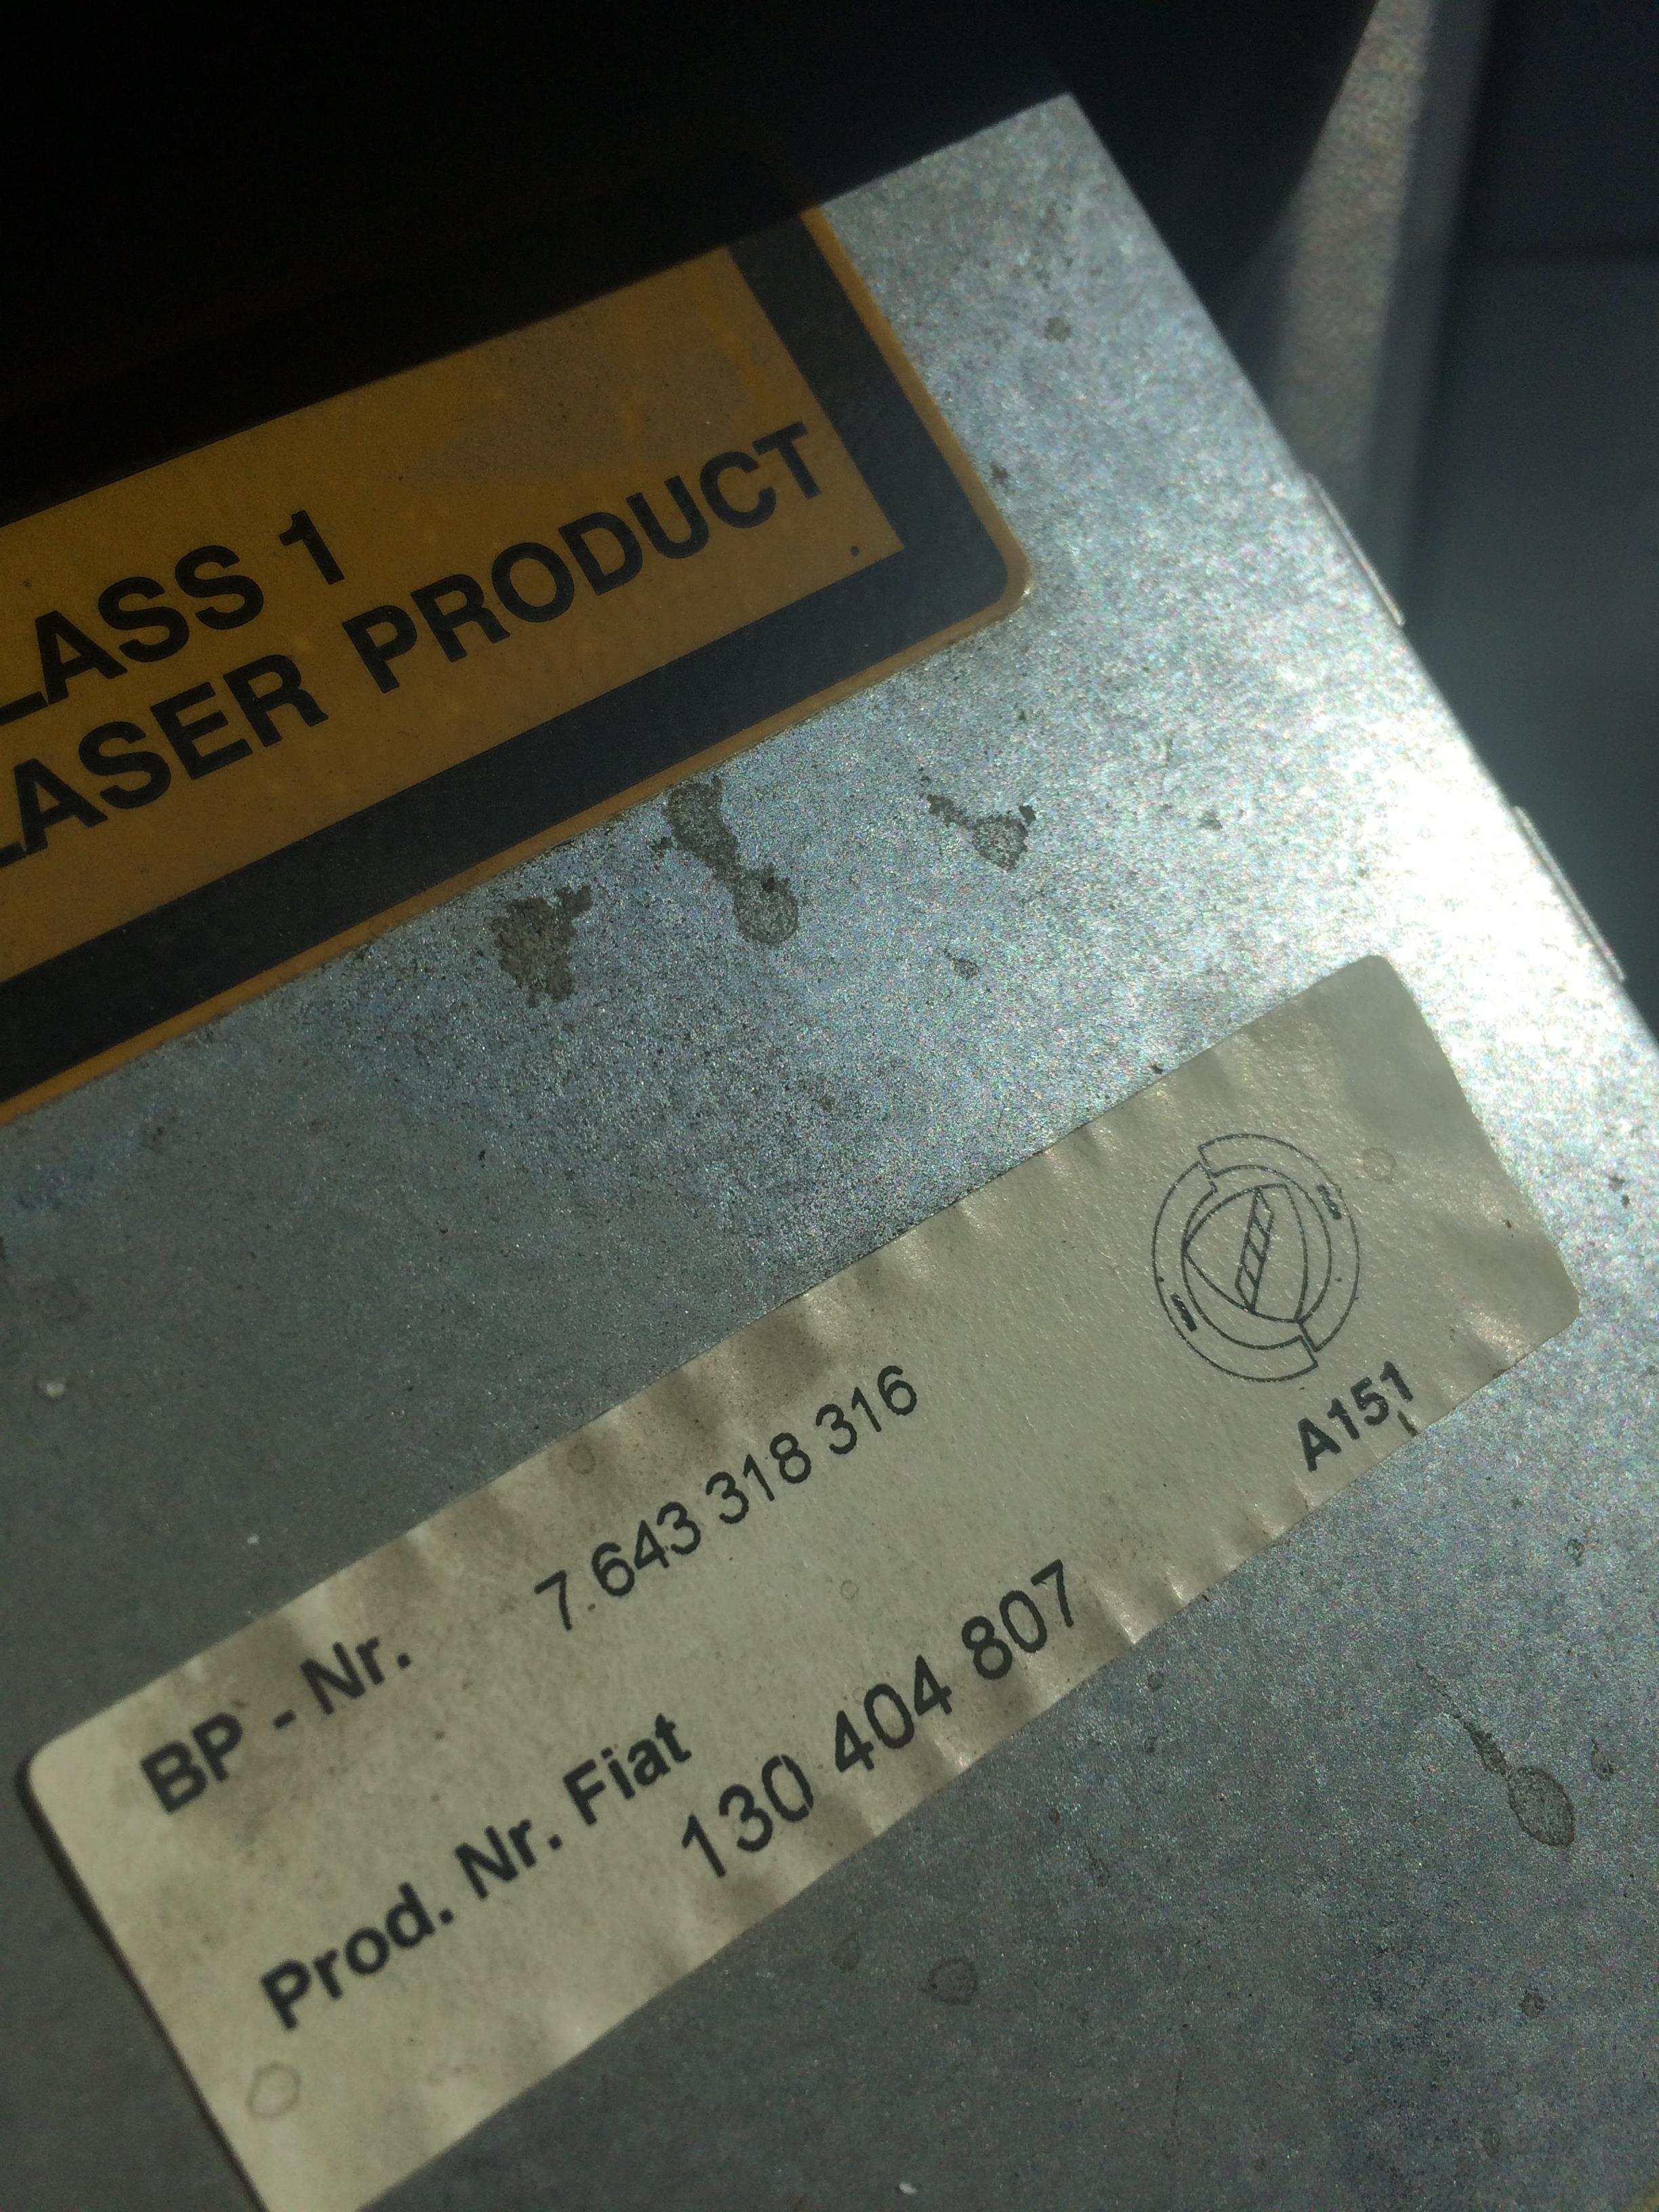 LASS 1
LASER PRODUCT
BP - Nr. 7.643 318 316
Prod. Nr. Fiat
130 404 807
A151